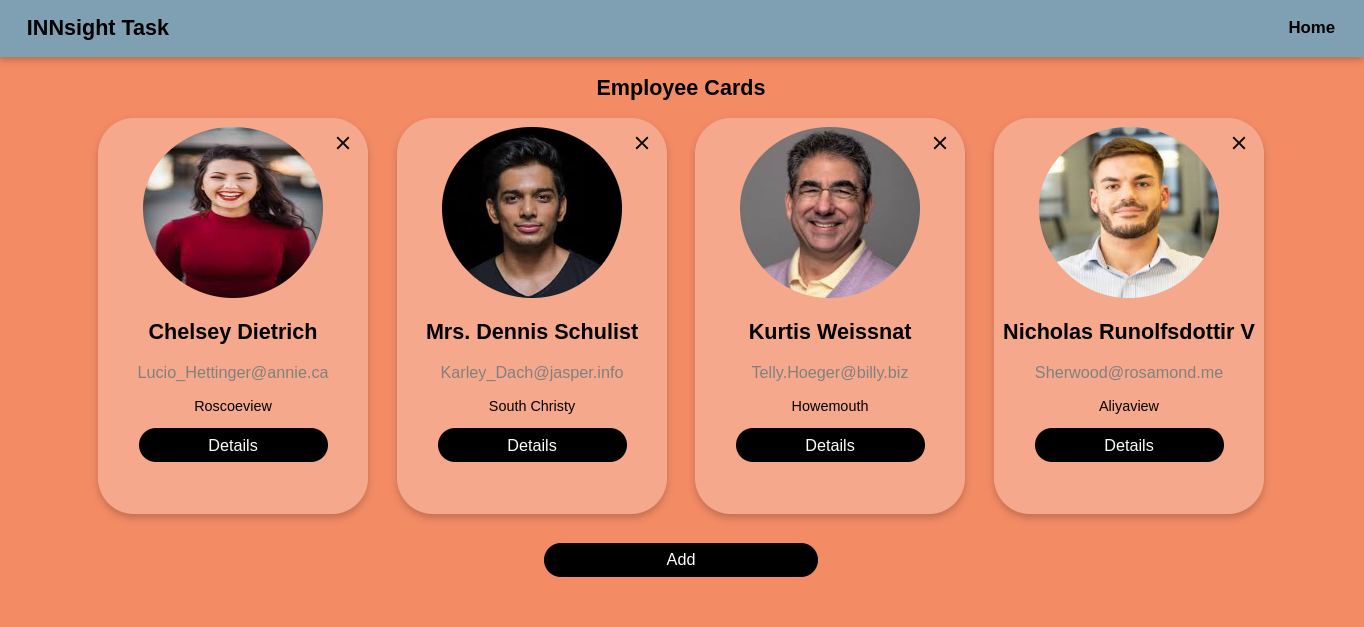 INNsight Task
Home
Employee Cards
Chelsey Dietrich
Lucio_Hettinger@annie.ca
Roscoeview
Details
Mrs. Dennis Schulist
Karley_Dach@jasper.info
South Christy
Details
Kurtis Weissnat
Telly.Hoeger@billy.biz
Howemouth
Details
Nicholas Runolfsdottir V
Sherwood@rosamond.me
Aliyaview
Details
Add